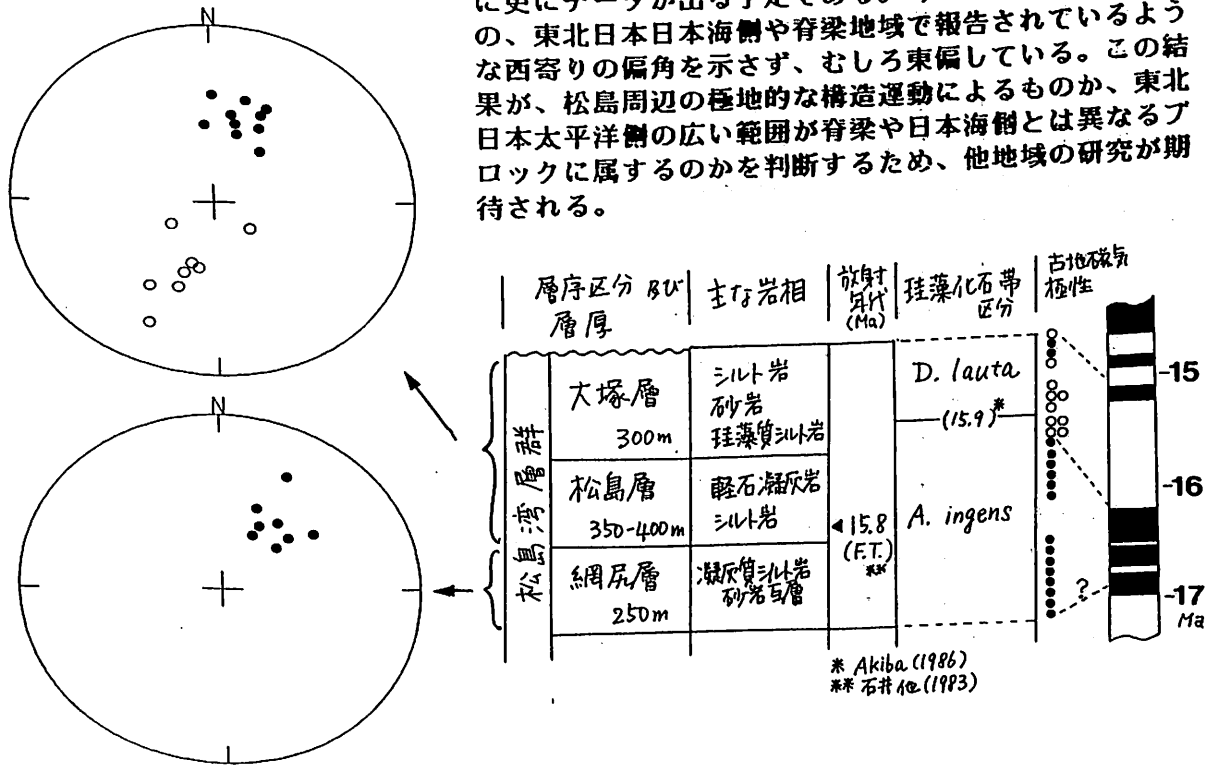 に更にデータが出る予定である。
の、東北日本日本海側や脊梁地域で報告されているよう
な西寄りの偏角を示さず、むしろ東偏している。この結
果が、松島周辺の極地的な構造運動によるものか、東北
日本太平洋側の広い範囲が脊梁や日本海側とは異なるブ
ロックに属するのかを判断するため、他地域の研究が期
待される。
N
N
層序区分 及び
層厚
主な岩相
放射
年代
(Ma)
珪藻化石帯
区分
古地磁気
極性
松島湾層群
大塚層
300m
シルト岩
砂岩
珪藻質シルト岩
D. lauta
(15.9)*
松島層
350-400m
軽石凝灰岩
シルト岩
◀15.8
(F.T.)
**
A. ingens
網尻層
250m
凝灰質シルト岩
砂岩互層
?
-15
-16
-17
Ma
* Akiba (1986)
** 石井他(1983)